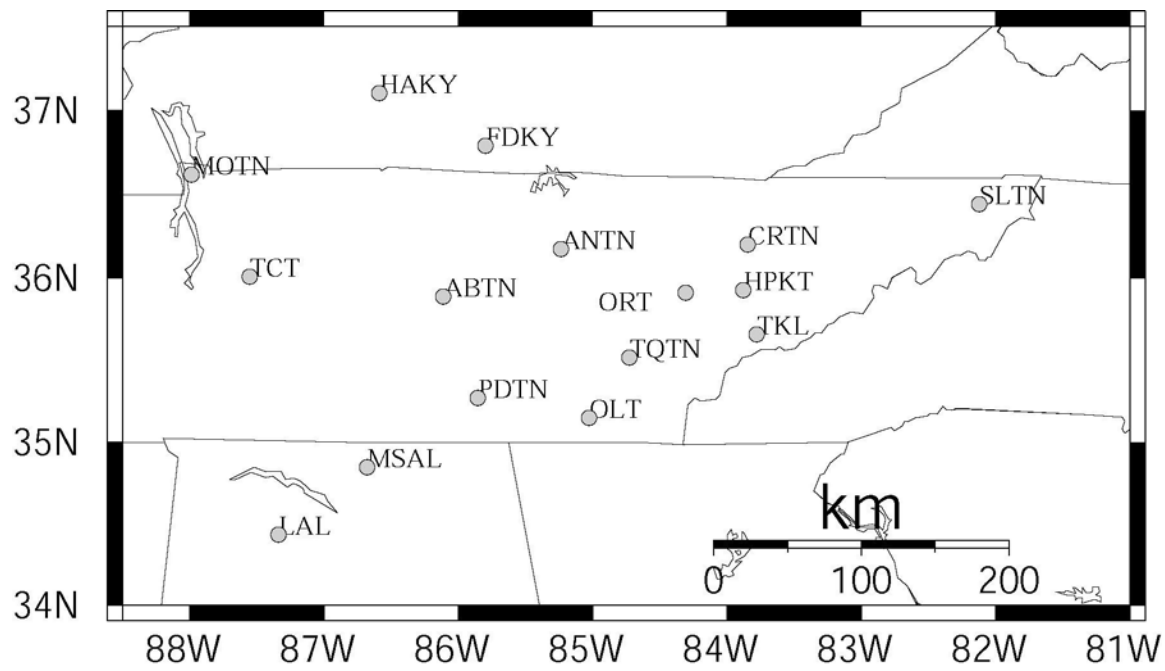 HAKY
37N
FDKY
MOTN
SLTN
ANTN
CRTN
TCT
36N
ABTN
HPKT
ORT
TKL
TQTN
PDTN
OLT
35N
MSAL
km
LAL
0 100 200
34N
88W 87W 86W 85W 84W 83W 82W 81W